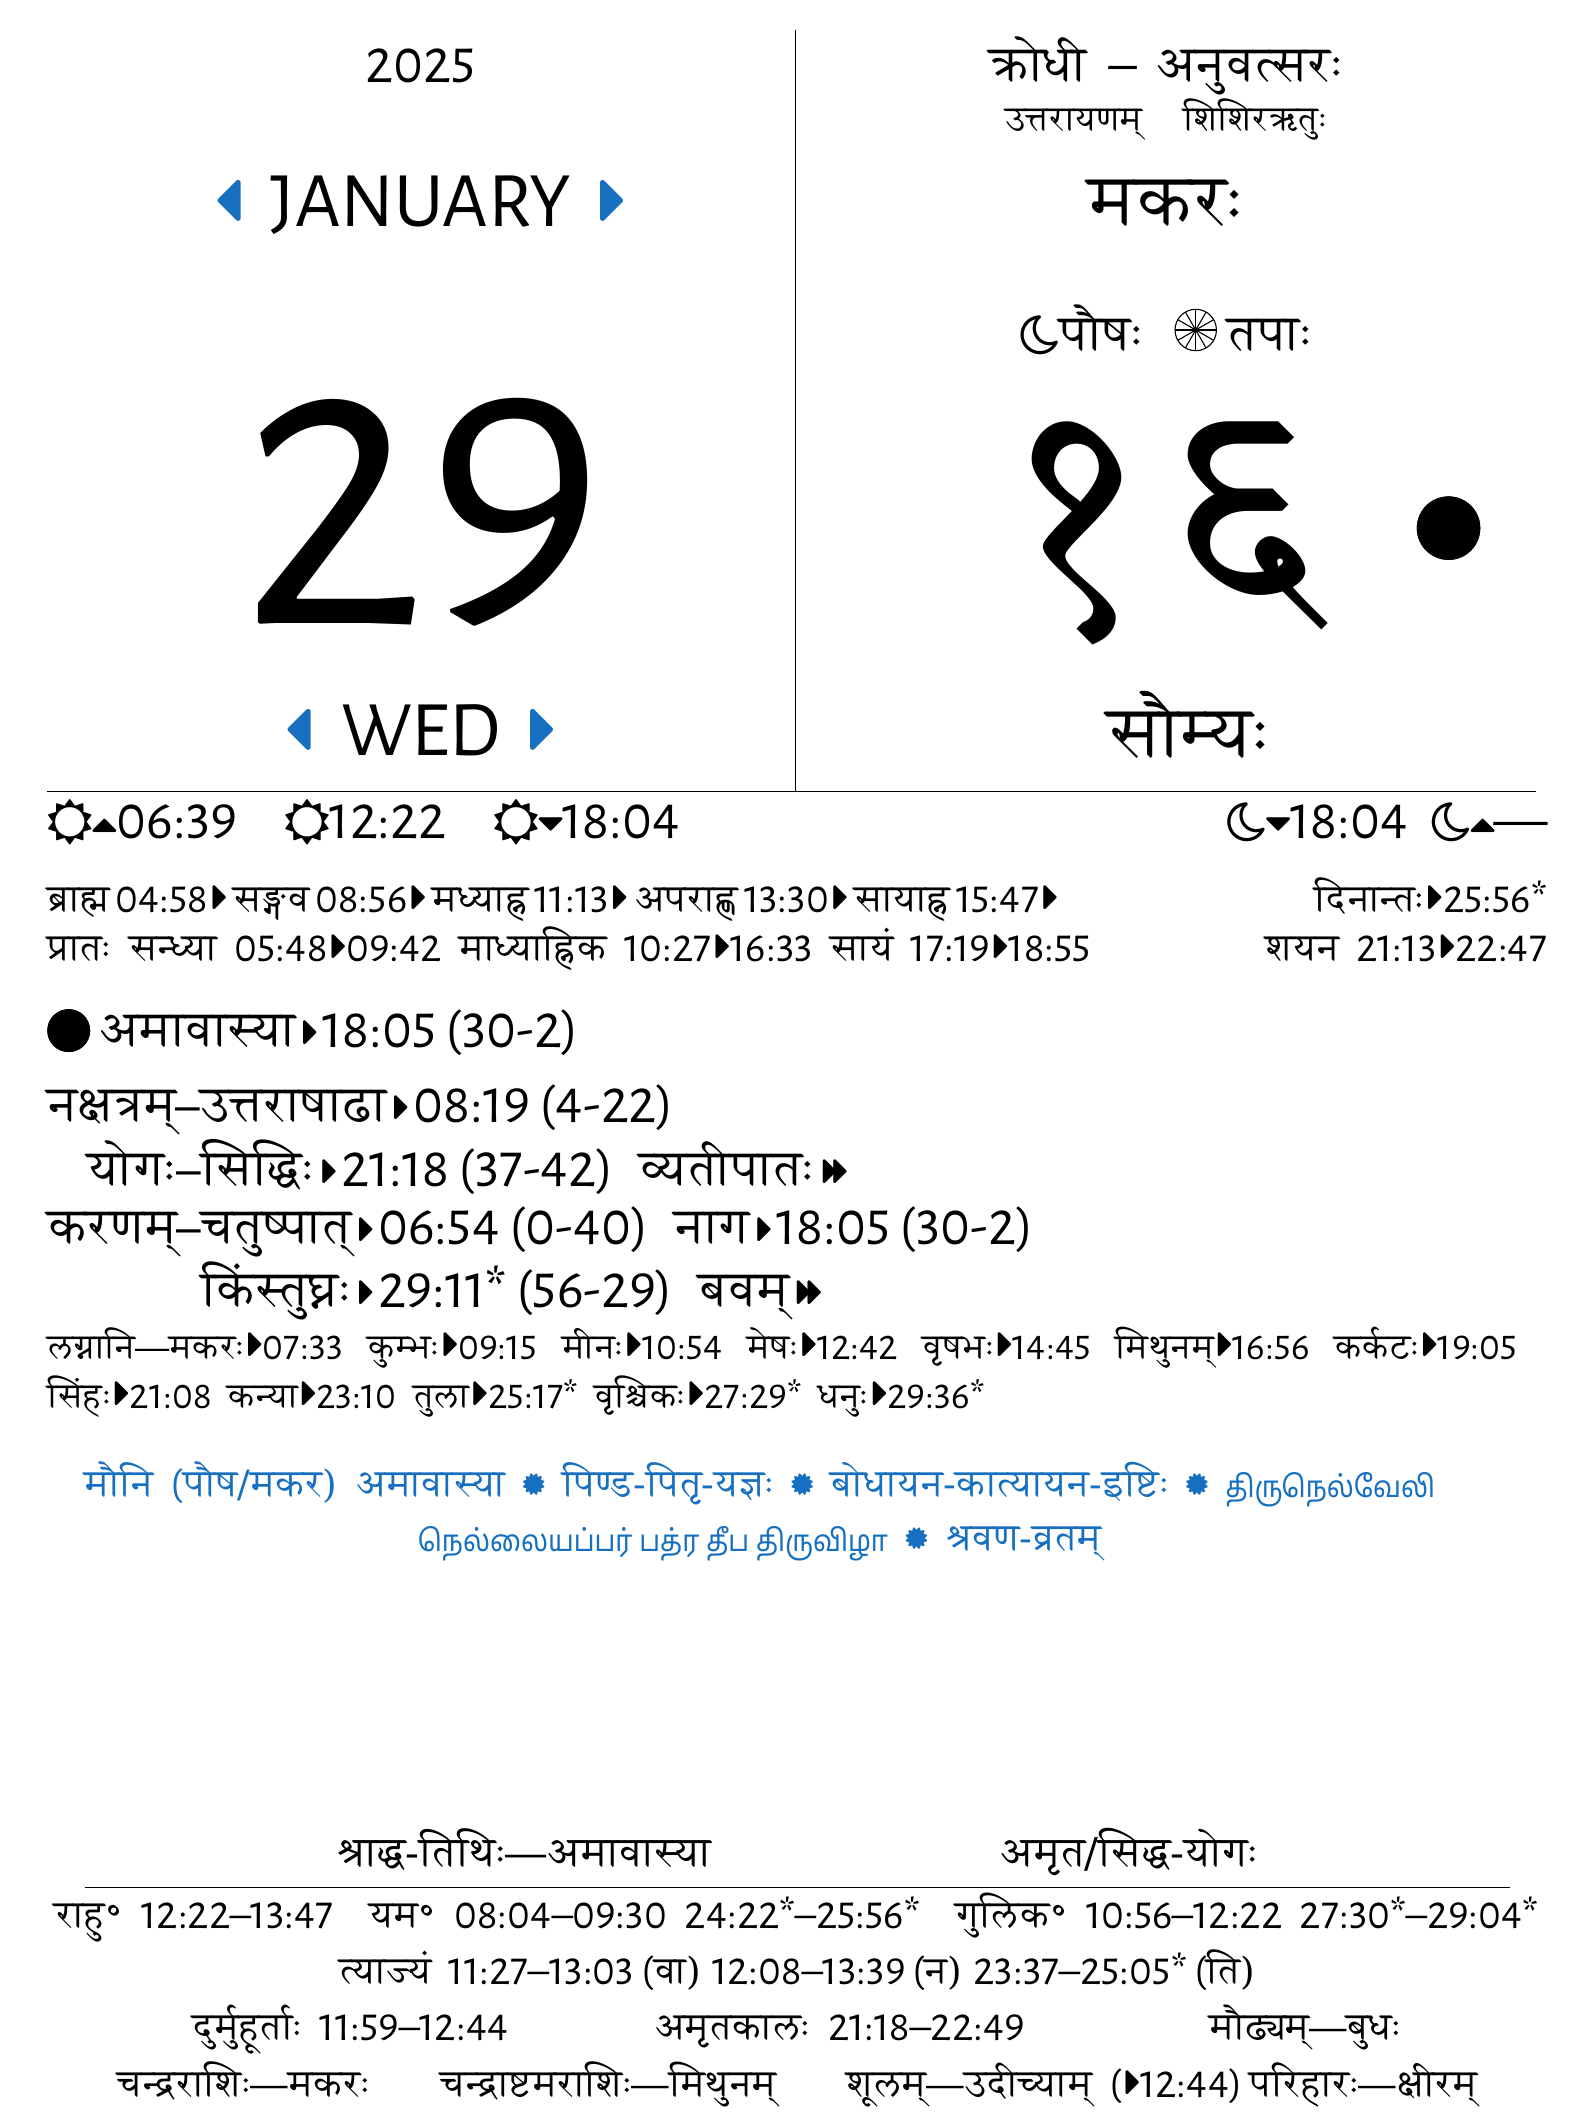 2025
JANUARY
29
WED
क्रोधी – अनुवत्सरः
उत्तरायणम् शिशिरऋतुः
मकरः
पौषः तपाः
१६
सौम्यः
06:39 12:22 18:04 18:04 —
ब्राह्म 04:58 सङ्गव 08:56 मध्याह्न 11:13 अपराह्ण 13:30 सायाह्न 15:47 दिनान्तः 25:56*
प्रातः सन्ध्या 05:48 09:42 माध्याह्निक 10:27 16:33 सायं 17:19 18:55 शयन 21:13 22:47
अमावास्या 18:05 (30-2)
नक्षत्रम्–उत्तराषाढा 08:19 (4-22)
योगः–सिद्धिः 21:18 (37-42) व्यतीपातः
करणम्–चतुष्पात् 06:54 (0-40) नाग 18:05 (30-2)
किंस्तुघ्नः 29:11* (56-29) बवम्
लग्नानि—मकरः 07:33 कुम्भः 09:15 मीनः 10:54 मेषः 12:42 वृषभः 14:45 मिथुनम् 16:56 कर्कटः 19:05
सिंहः 21:08 कन्या 23:10 तुला 25:17* वृश्चिकः 27:29* धनुः 29:36*
मौनि (पौष/मकर) अमावास्या ✹ पिण्ड-पितृ-यज्ञः ✹ बोधायन-कात्यायन-इष्टिः ✹ திருநெல்வேலி
நெல்லையப்பர் பத்ர தீப திருவிழா ✹ श्रवण-व्रतम्
श्राद्ध-तिथिः—अमावास्या अमृत/सिद्ध-योगः
राहु॰ 12:22–13:47 यम॰ 08:04–09:30 24:22*–25:56* गुलिक॰ 10:56–12:22 27:30*–29:04*
त्याज्यं 11:27–13:03 (वा) 12:08–13:39 (न) 23:37–25:05* (ति)
दुर्मुहूर्ताः 11:59–12:44 अमृतकालः 21:18–22:49 मौढ्यम्—बुधः
चन्द्रराशिः—मकरः चन्द्राष्टमराशिः—मिथुनम् शूलम्—उदीच्याम् (12:44) परिहारः—क्षीरम्